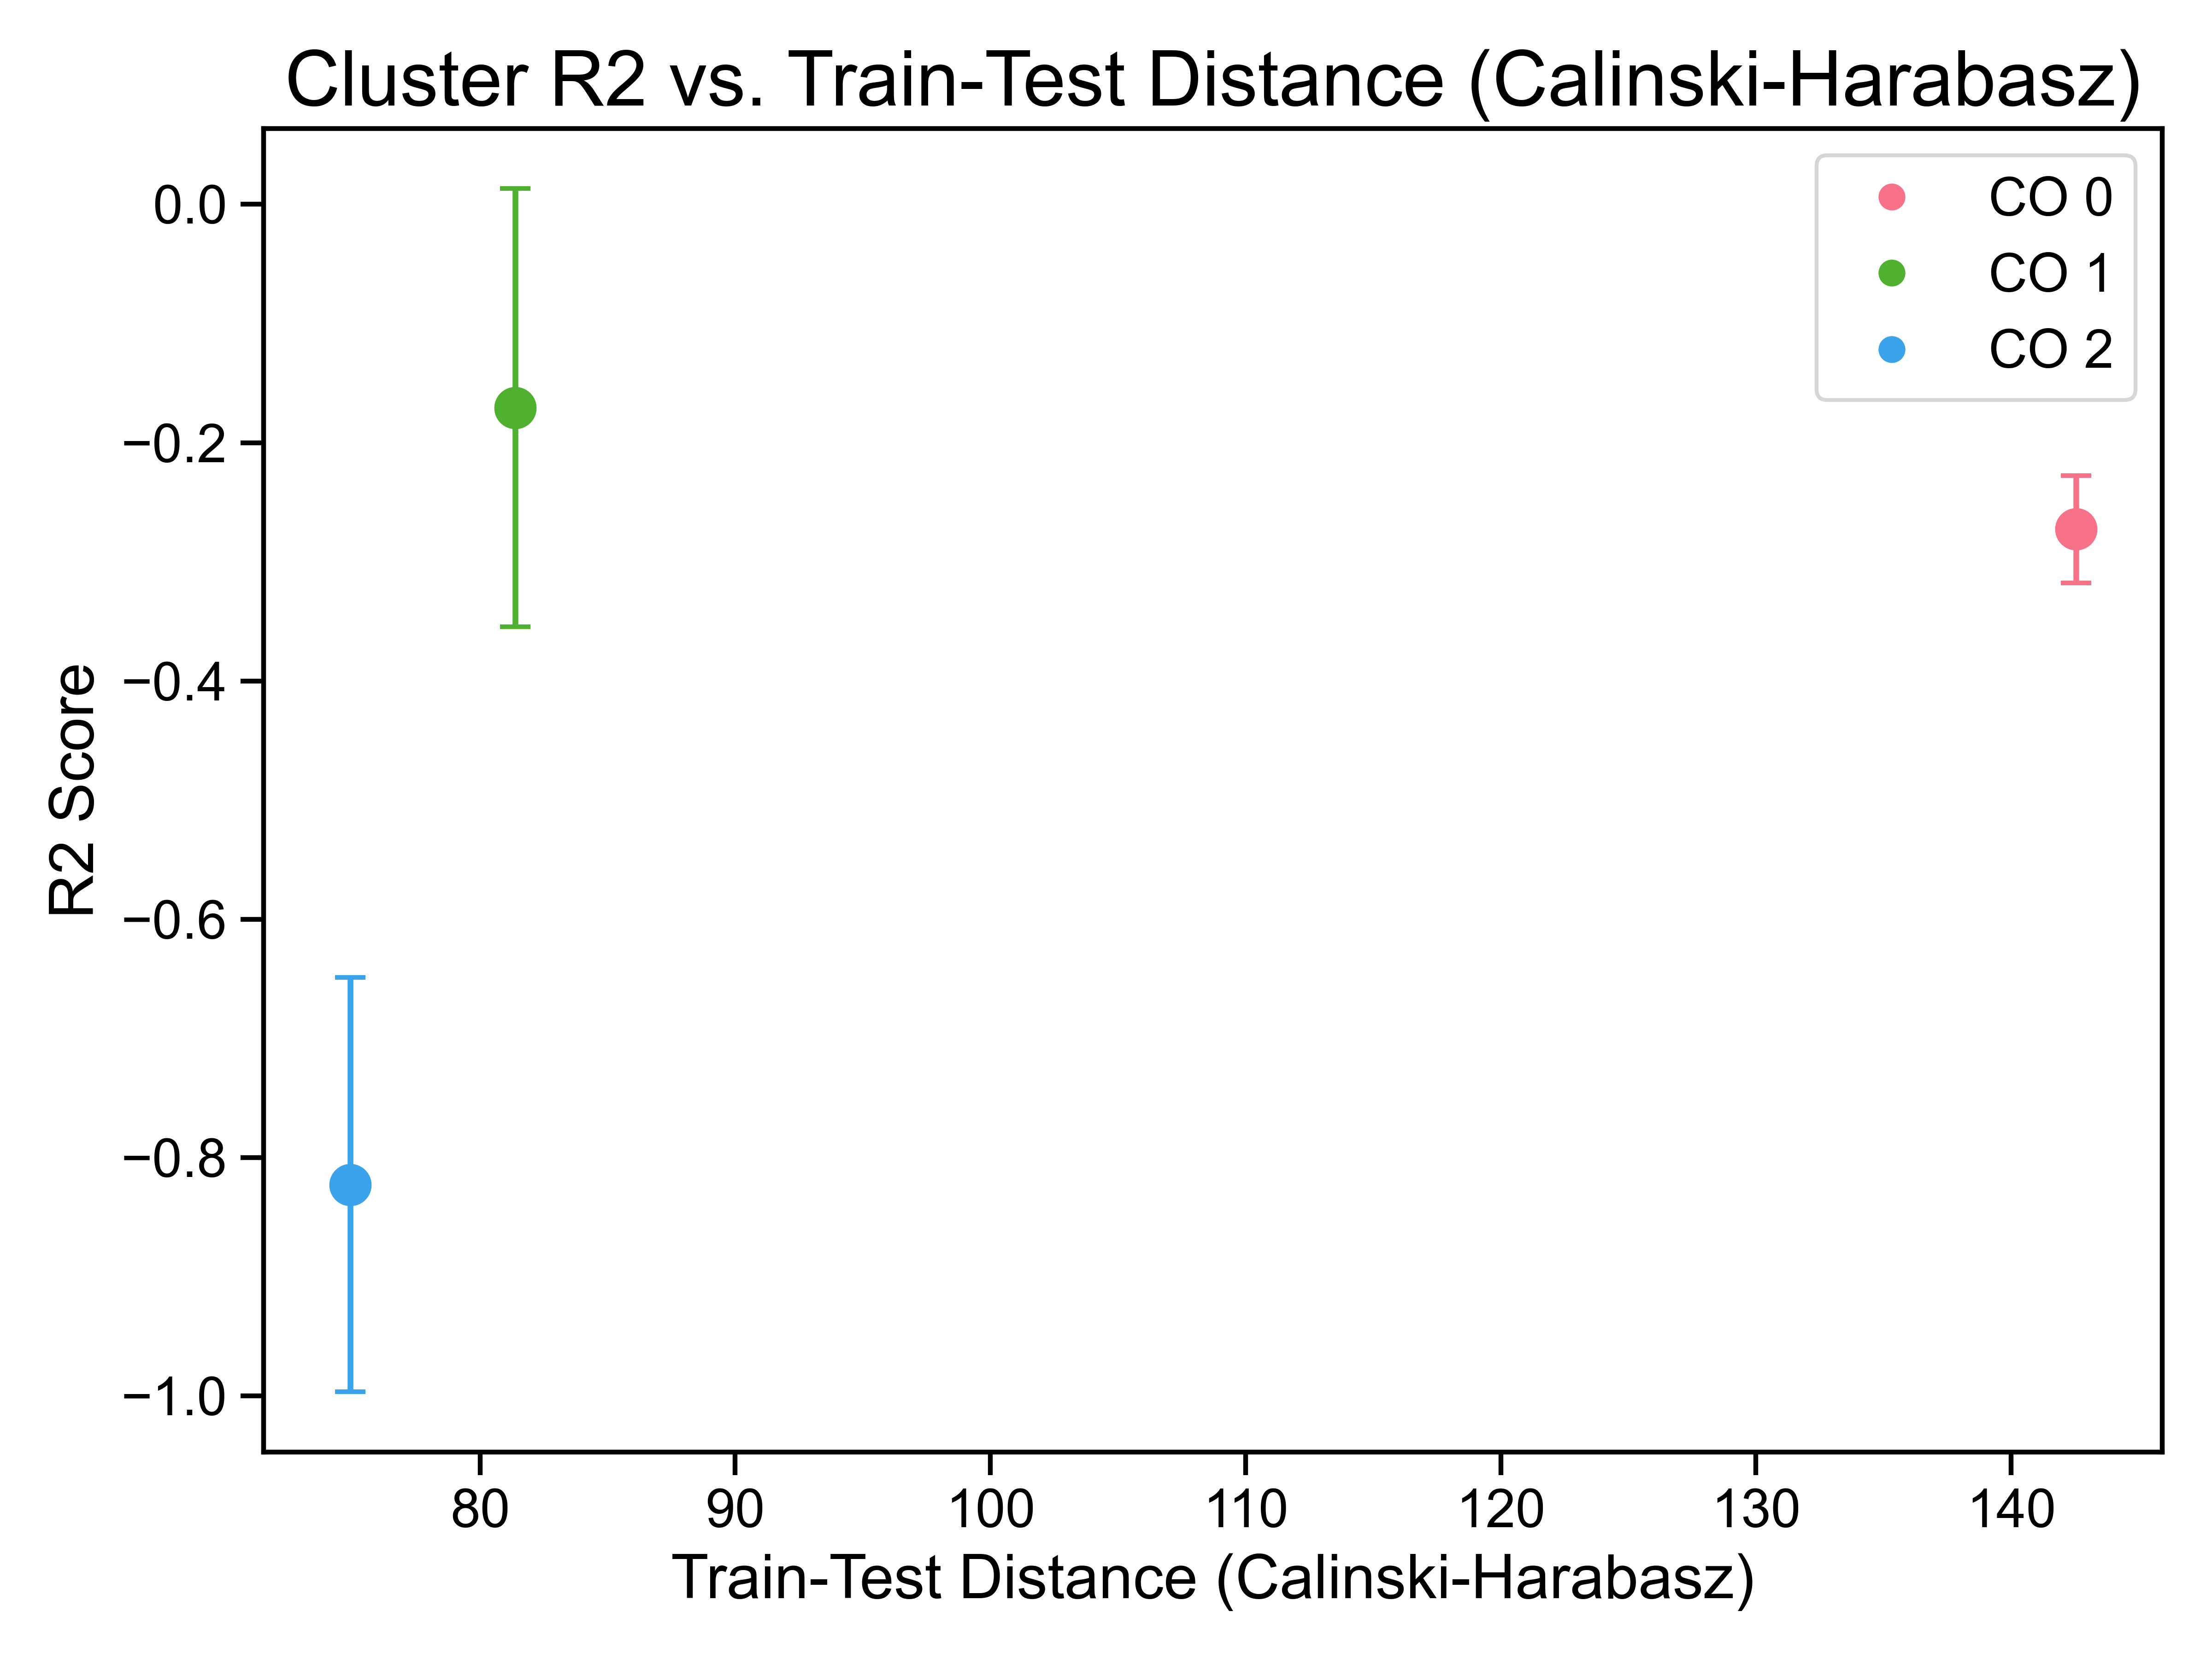 Cluster R2 vs. Train-Test Distance (Calinski-Harabasz)
CO 0
CO 1
CO 2
R2 Score
0.0
−0.2
−0.4
−0.6
−0.8
−1.0
80 90 100 110 120 130 140
Train-Test Distance (Calinski-Harabasz)